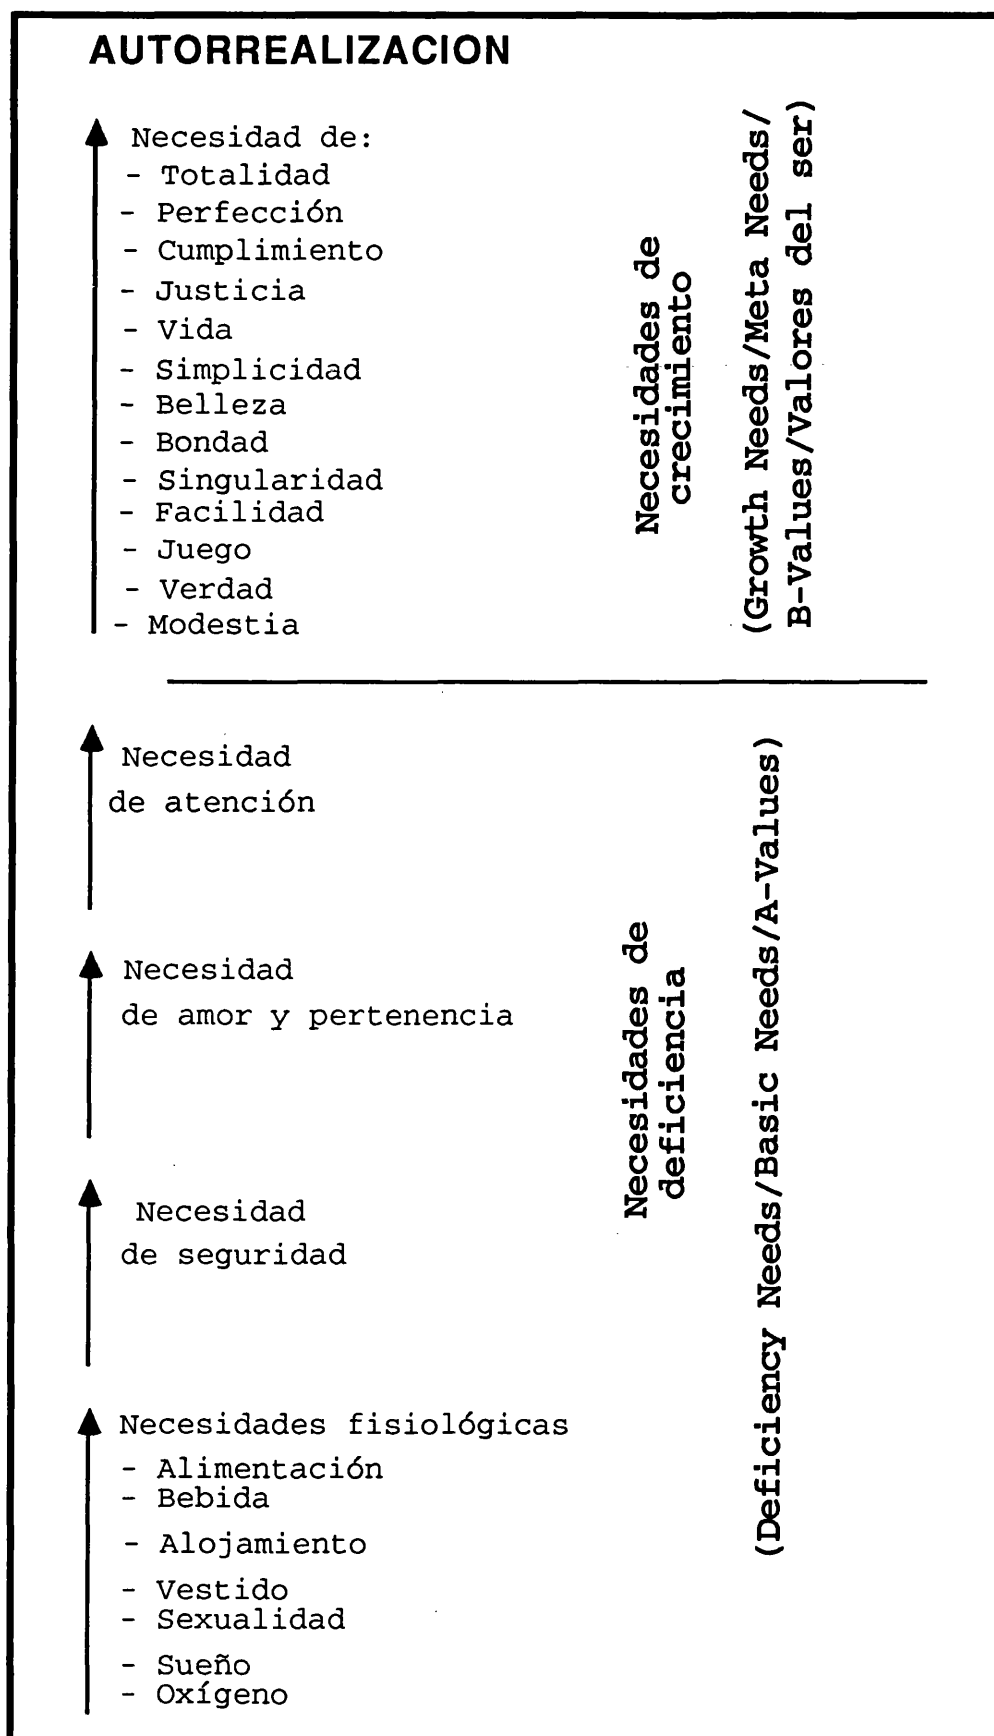 AUTORREALIZACION
Necesidad de:
- Totalidad
- Perfección
- Cumplimiento
- Justicia
- Vida
- Simplicidad
- Belleza
- Bondad
- Singularidad
- Facilidad
- Juego
- Verdad
- Modestia
Necesidades de
crecimiento
(Growth Needs/Meta Needs/
B-Values/Valores del ser)
Necesidad
de atención
Necesidad
de amor y pertenencia
Necesidad
de seguridad
Necesidades fisiológicas
- Alimentación
- Bebida
- Alojamiento
- Vestido
- Sexualidad
- Sueño
- Oxígeno
Necesidades de
deficiencia
(Deficiency Needs/Basic Needs/A-Values)